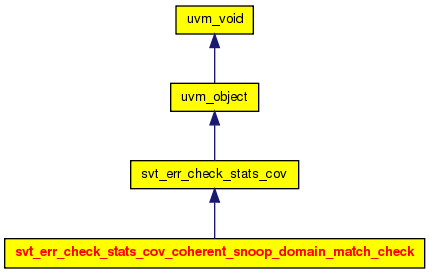 uvm_void
uvm_object
svt_err_check_stats_cov
svt_err_check_stats_cov_coherent_snoop_domain_match_check